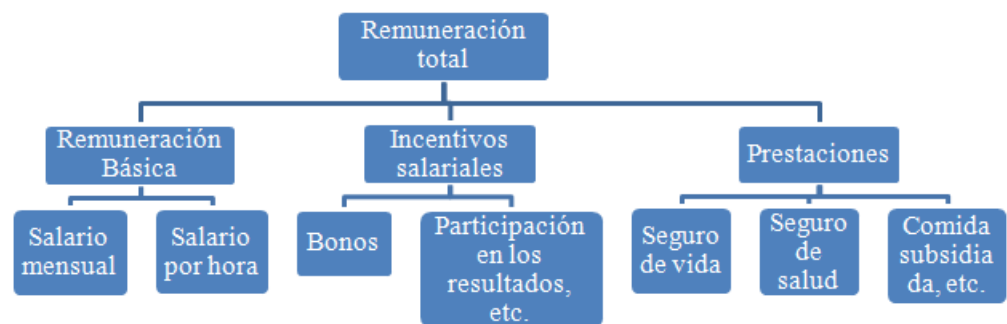 Remuneración
total
Remuneración
Básica
Incentivos
salariales
Prestaciones
Salario
mensual
Salario
por hora
Bonos
Participación
en los
resultados,
etc.
Seguro
de vida
Seguro
de
salud
Comida
subsidia
da, etc.